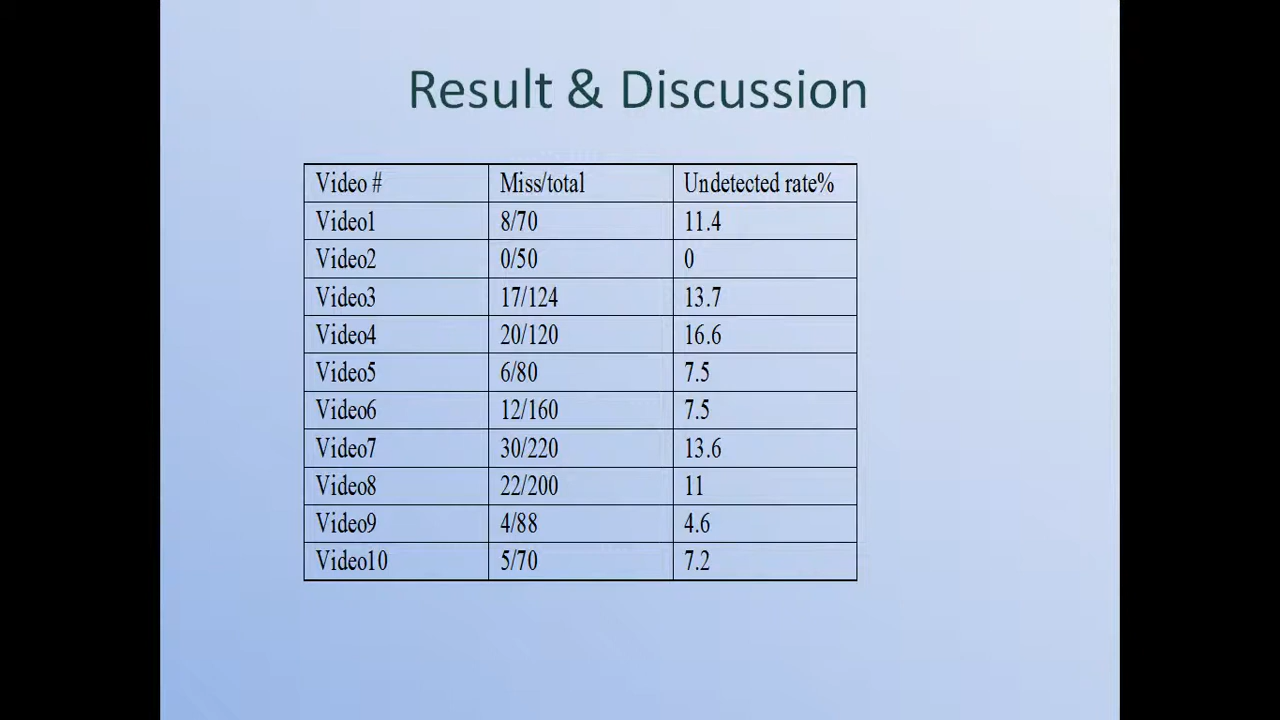 Result & Discussion
Video # Miss/total Undetected rate%
Video1 8/70 11.4
Video2 0/50 0
Video3 17/124 13.7
Video4 20/120 16.6
Video5 6/80 7.5
Video6 12/160 7.5
Video7 30/220 13.6
Video8 22/200 11
Video9 4/88 4.6
Video10 5/70 7.2